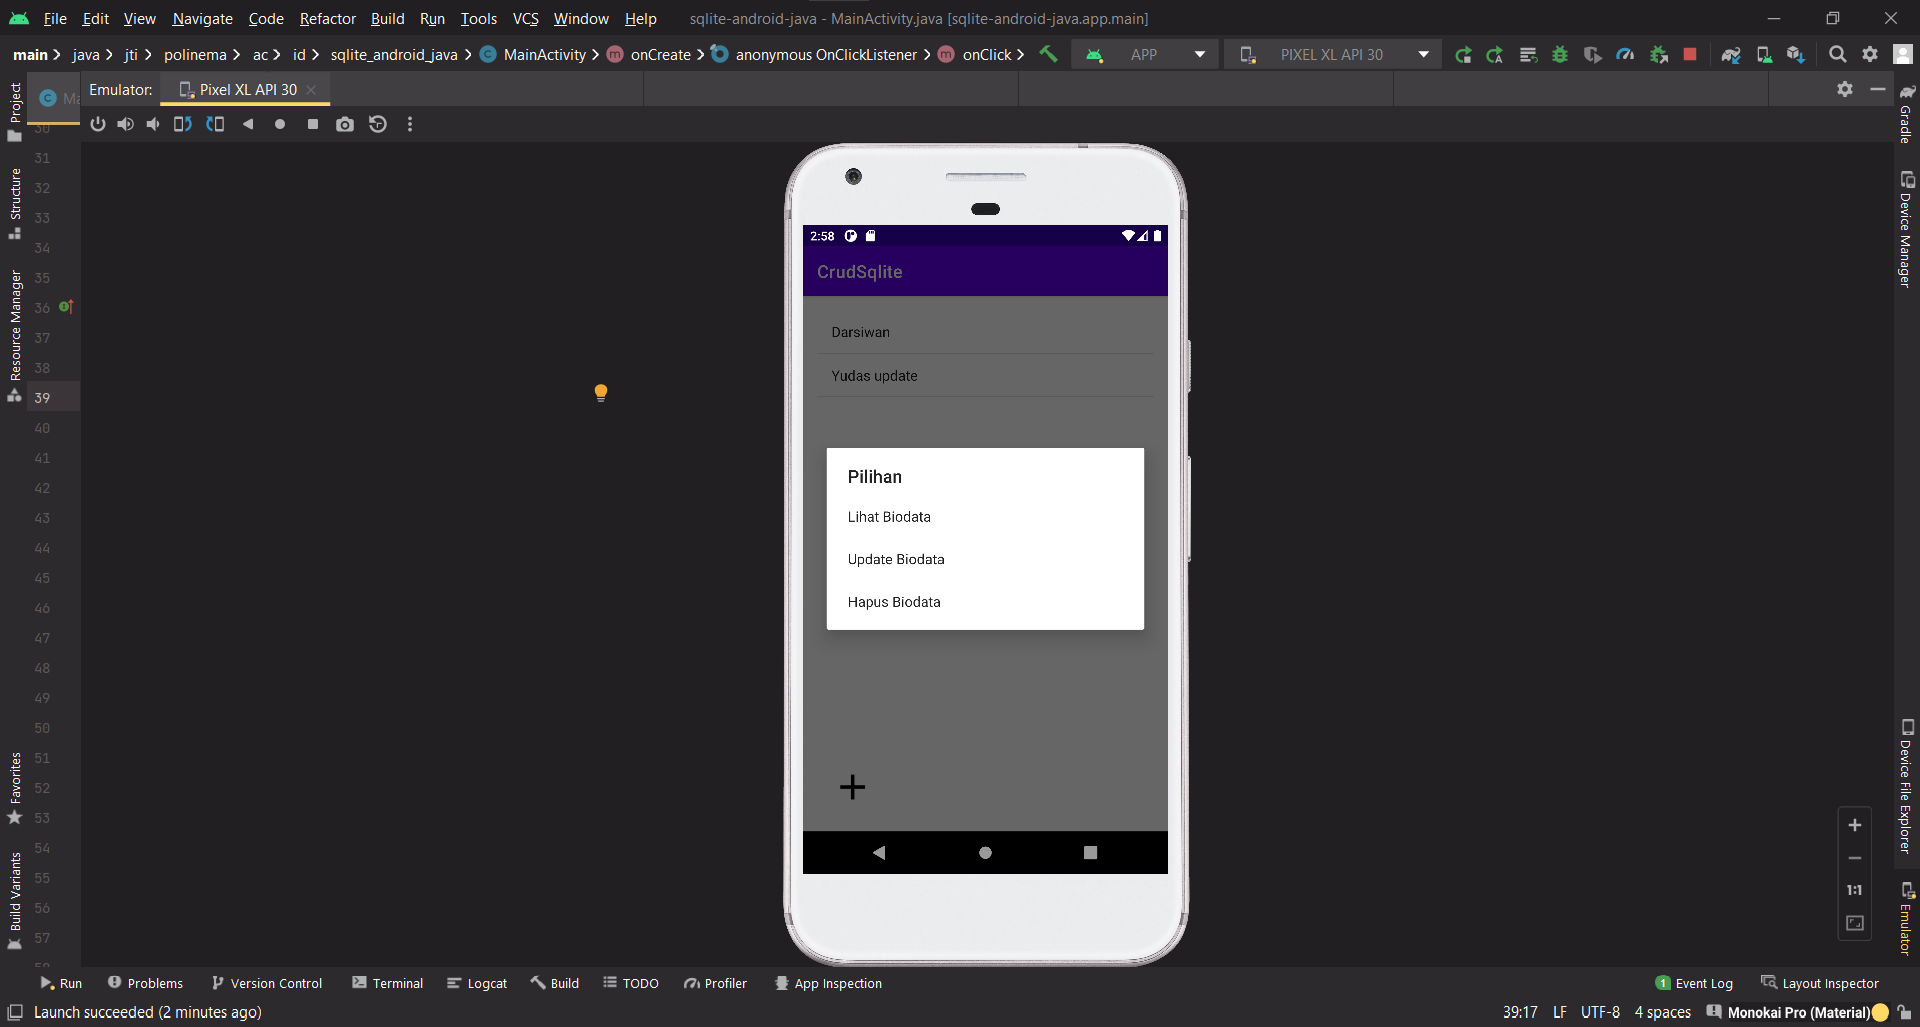 File Edit View Navigate Code Refactor Build Run Tools VCS Window Help sqlite-android-java - MainActivity.java [sqlite-android-java.app.main]
main java jti polinema ac id sqlite_android_java MainActivity onCreate anonymous OnClickListener onClick APP PIXEL XL API 30
Emulator: Pixel XL API 30
Project
Structure
Resource Manager
Favorites
Build Variants
30
31
32
33
34
35
36
37
38
39
40
41
42
43
44
45
46
47
48
49
50
51
52
53
54
55
56
57
2:58
CrudSqlite
Darsiwan
Yudas update
Pilihan
Lihat Biodata
Update Biodata
Hapus Biodata
1:1
Gradle
Device Manager
Device File Explorer
Emulator
Run Problems Version Control Terminal Logcat Build TODO Profiler App Inspection 1 Event Log Layout Inspector
Launch succeeded (2 minutes ago) 39:17 LF UTF-8 4 spaces Monokai Pro (Material)